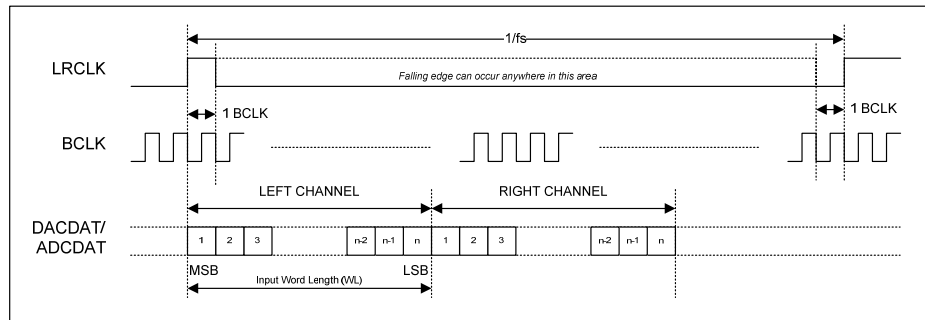 1/fs
LRCLK
Falling edge can occur anywhere in this area
1 BCLK
1 BCLK
BCLK
LEFT CHANNEL
RIGHT CHANNEL
DACDAT/
ADCDAT
1 2 3 n-2 n-1 n 1 2 3 n-2 n-1 n
MSB
LSB
Input Word Length (WL)